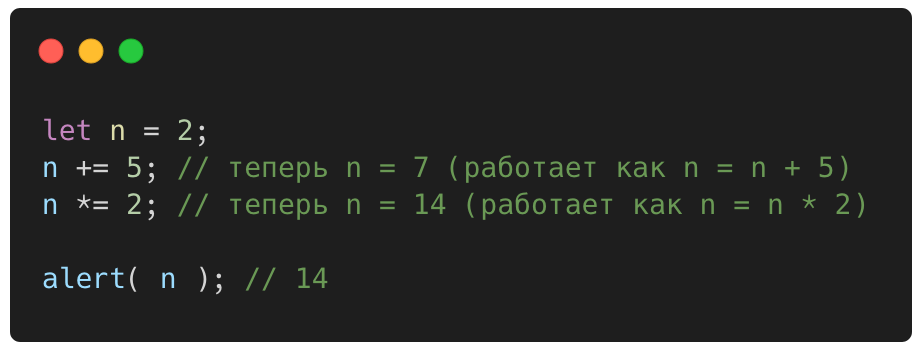 let n = 2;
n += 5; // теперь n = 7 (работает как n = n + 5)
n *= 2; // теперь n = 14 (работает как n = n * 2)
alert( n ); // 14